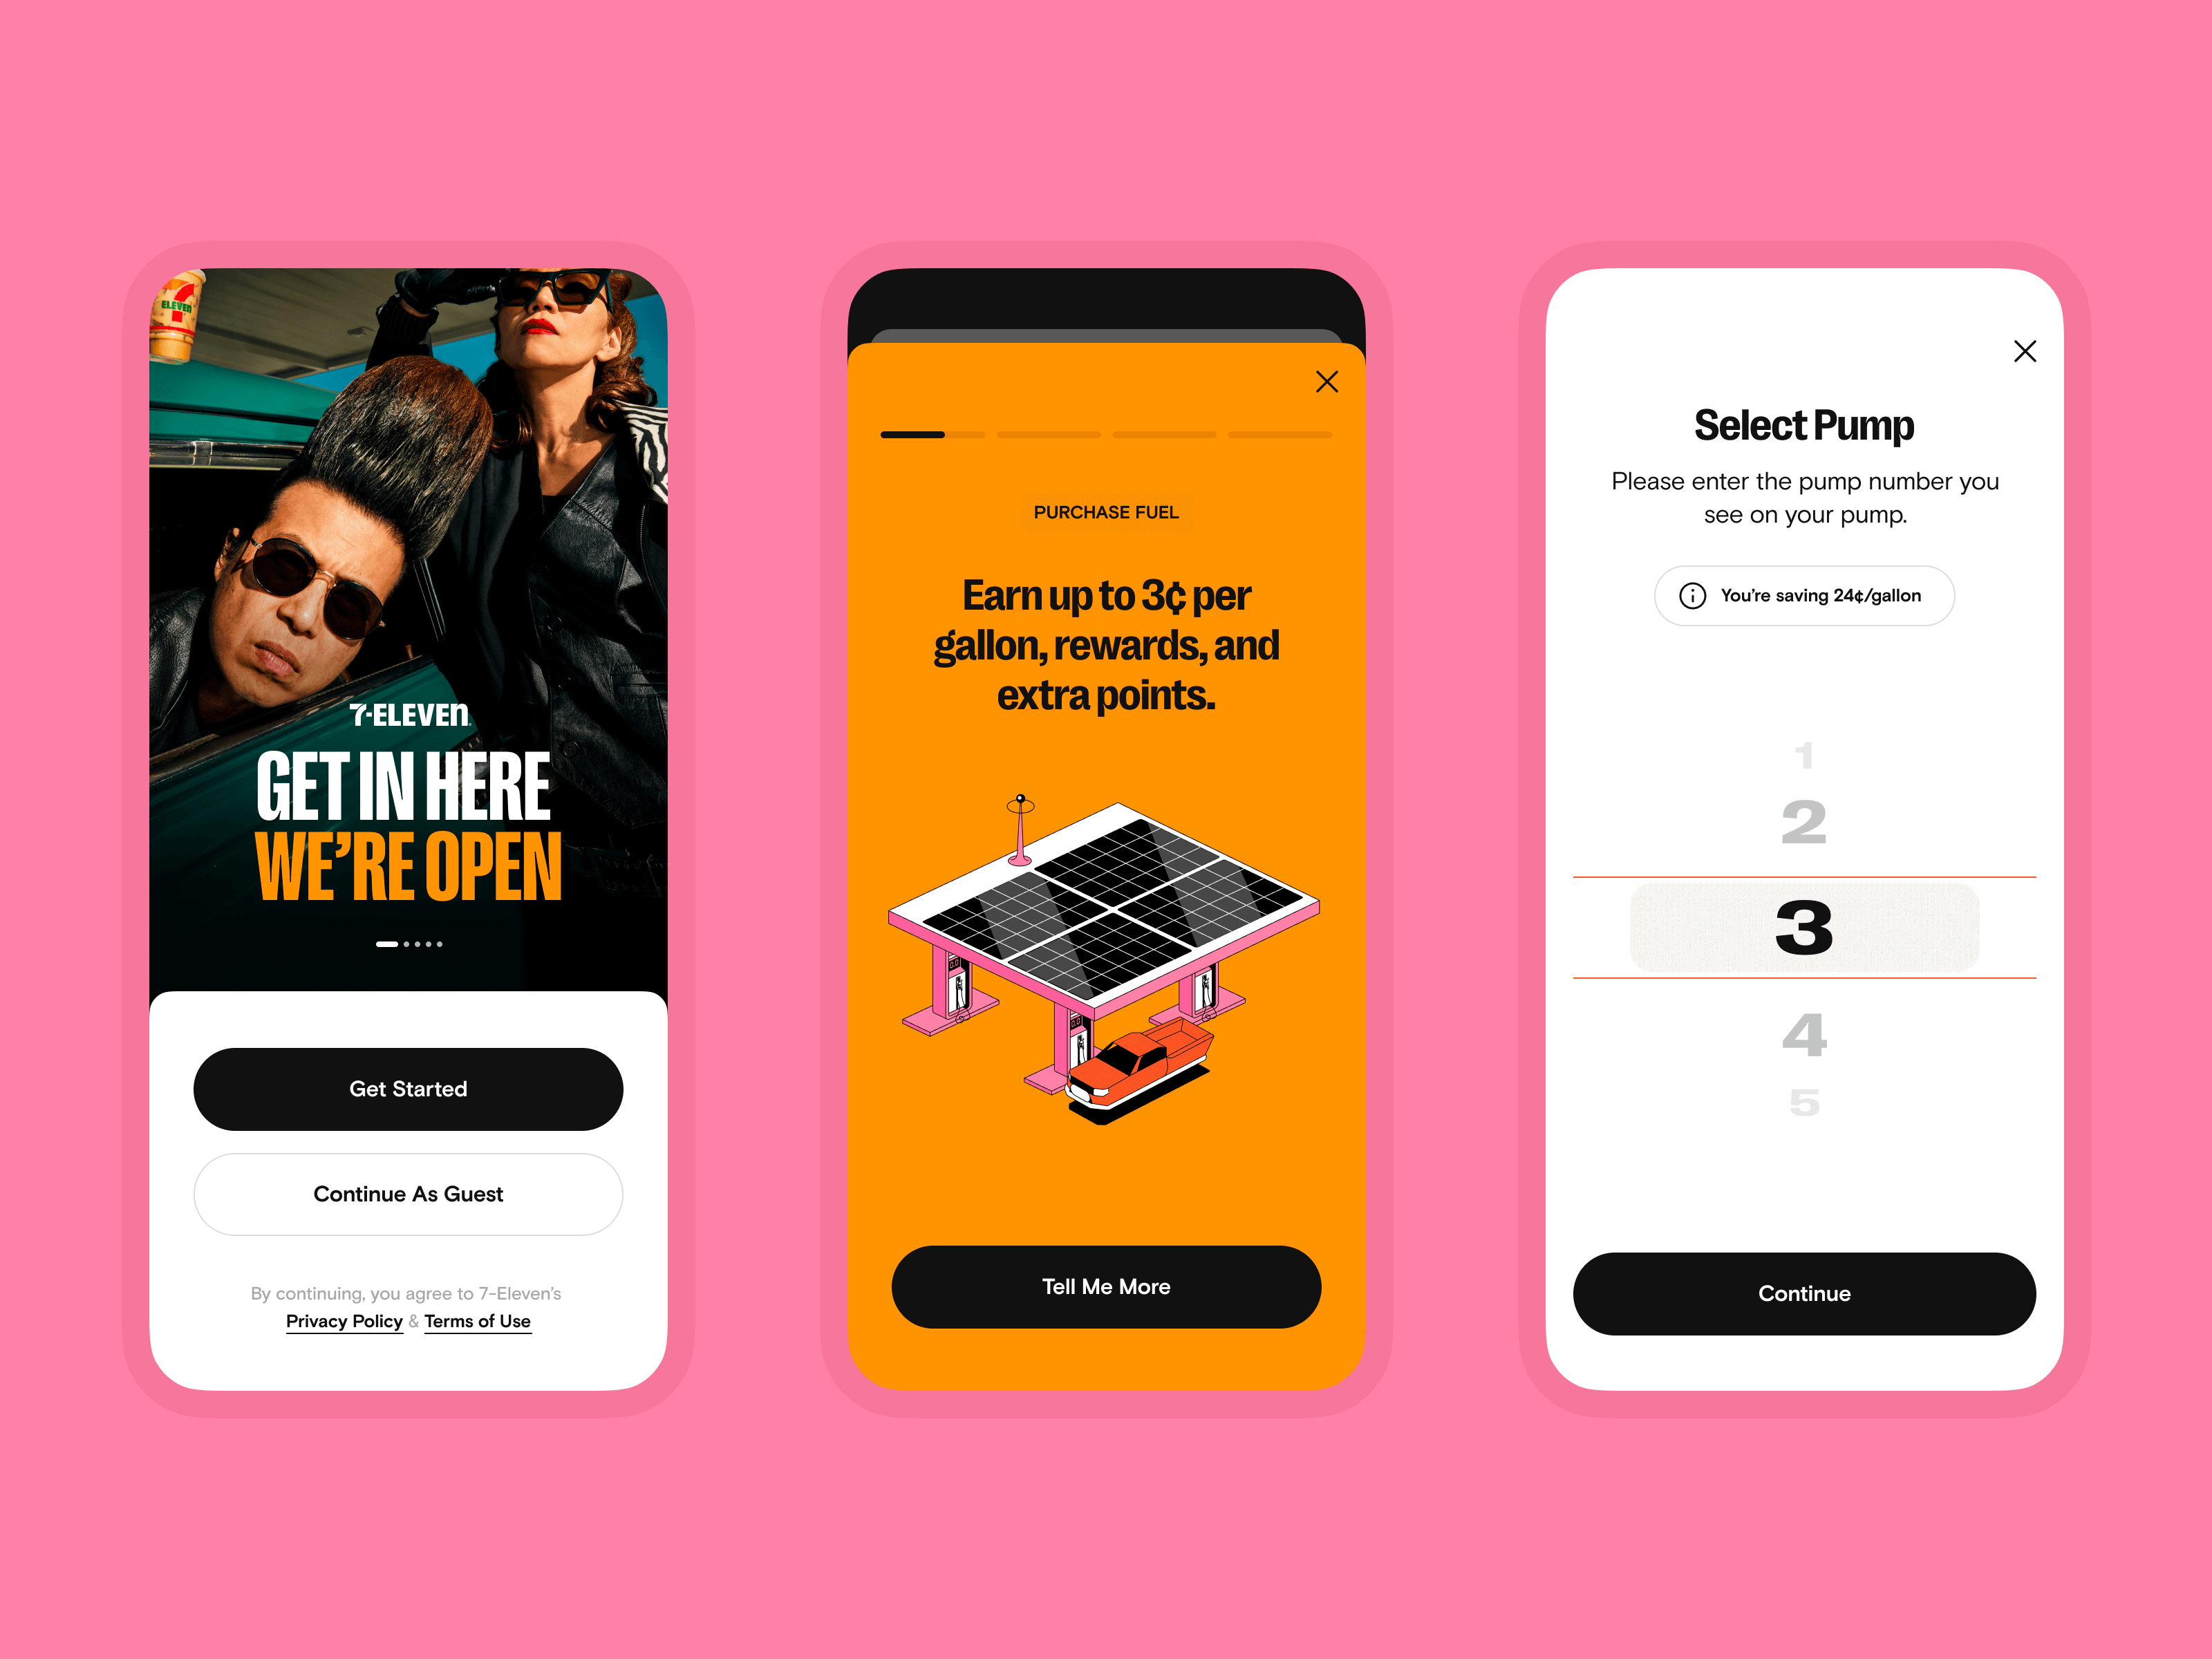 ELEVEN
7-ELEVEN
GET IN HERE
WE'RE OPEN
Get Started
Continue As Guest
By continuing, you agree to 7-Eleven's
Privacy Policy & Terms of Use
PURCHASE FUEL
Earn up to 3¢ per
gallon, rewards, and
extra points.
Tell Me More
Select Pump
Please enter the pump number you
see on your pump.
You're saving 24¢/gallon
1
2
3
4
5
Continue